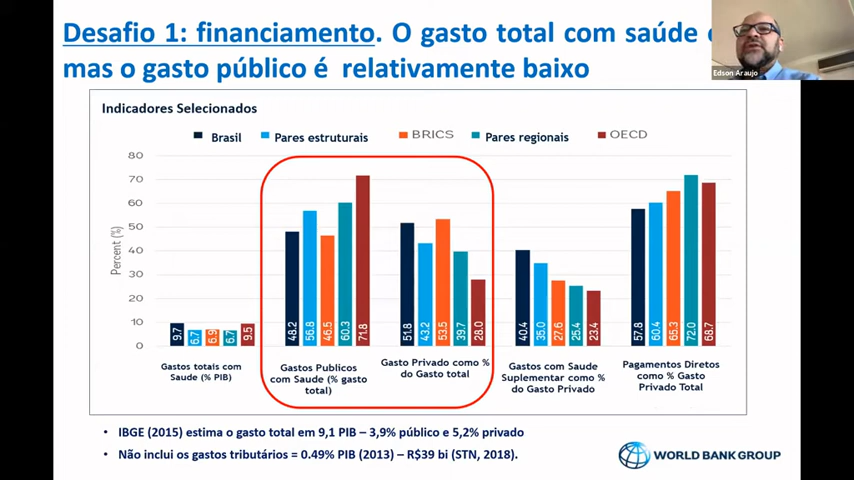 Desafio 1: financiamento. O gasto total com saúde
mas o gasto público é relativamente baixo
Edson Araujo
Indicadores Selecionados
Brasil Pares estruturais BRICS Pares regionais OECD
80
70
60
50
40
30
20
10
0
Percent (%)
9.7 6.7 6.9 6.7 9.5
48.2 56.8 46.5 60.3 71.8
51.8 43.2 53.5 39.7 28.0
40.4 35.0 27.6 25.4 23.4
57.8 60.4 65.3 72.0 68.7
Gastos totais com
Saude (% PIB)
Gastos Publicos
com Saude (% gasto
total)
Gasto Privado como %
do Gasto total
Gastos com Saude
Suplementar como %
do Gasto Privado
Pagamentos Diretos
como % Gasto
Privado Total
• IBGE (2015) estima o gasto total em 9,1 PIB – 3,9% público e 5,2% privado
• Não inclui os gastos tributários = 0.49% PIB (2013) – R$39 bi (STN, 2018).
WORLD BANK GROUP